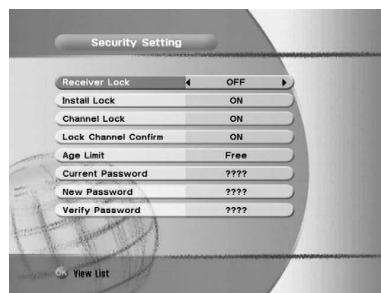 Security Setting
Receiver Lock OFF
Install Lock ON
Channel Lock ON
Lock Channel Confirm ON
Age Limit Free
Current Password ????
New Password ????
Verify Password ????
OK View List